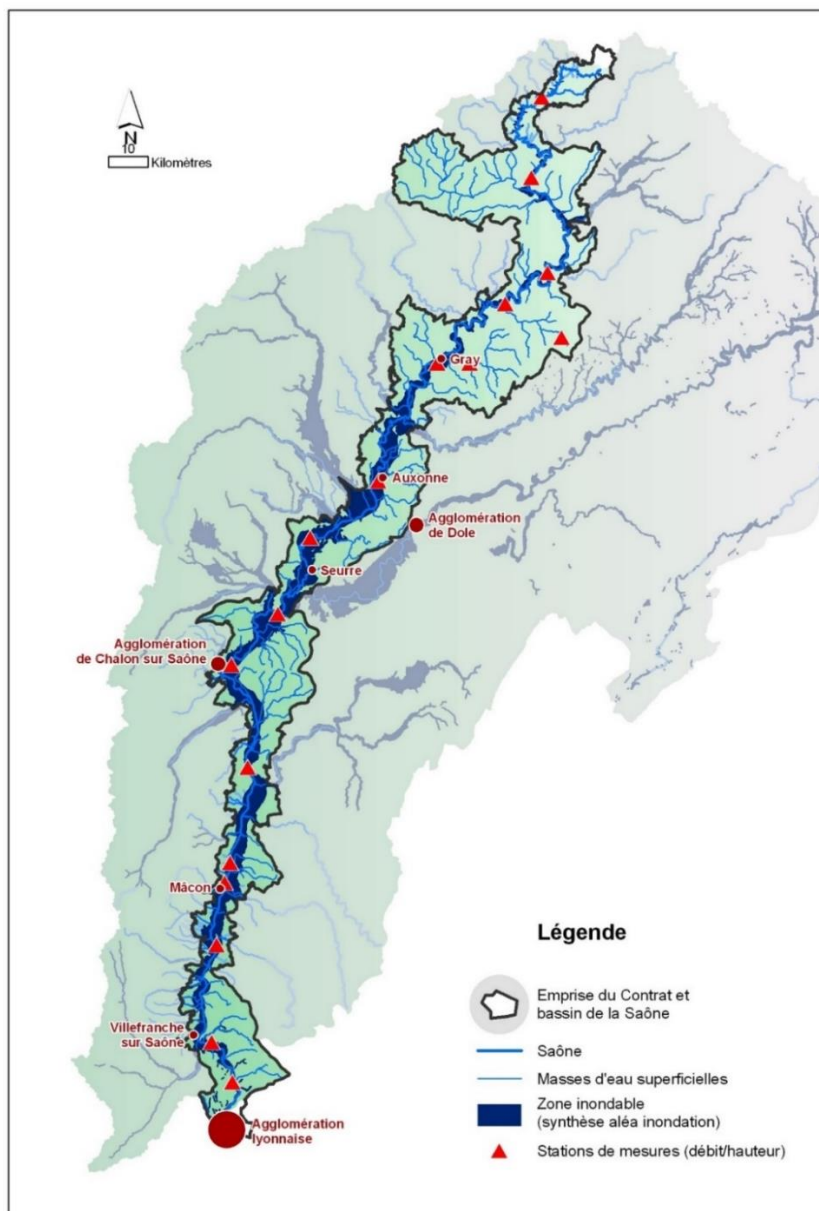 N
10
Kilomètres
Gray
Auxonne
Agglomération
de Dole
Seurre
Agglomération
de Chalon sur Saône
Mâcon
Villefranche
sur Saône
Agglomération
lyonnaise
Légende
Emprise du Contrat et
bassin de la Saône
Saône
Masses d'eau superficielles
Zone inondable
(synthèse aléa inondation)
Stations de mesures (débit/hauteur)